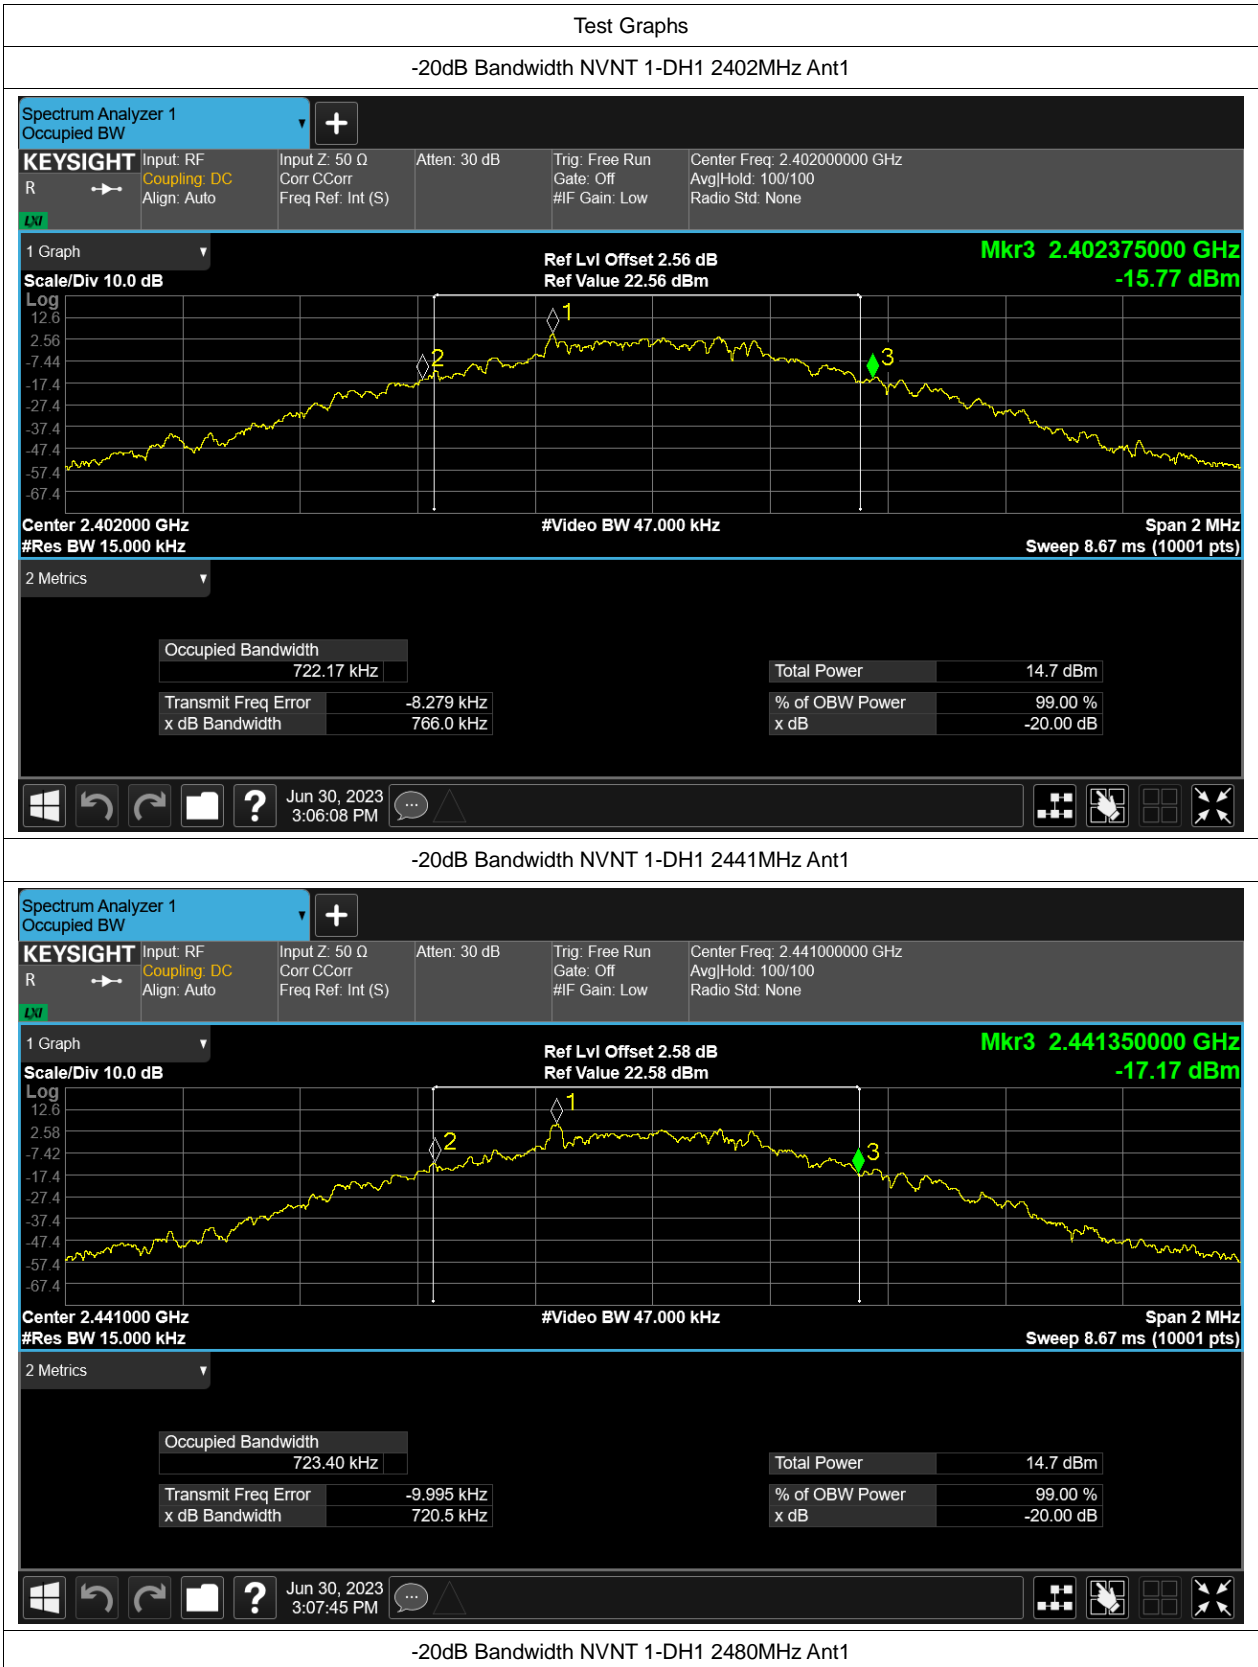 Test Graphs
-20dB Bandwidth NVNT 1-DH1 2402MHz Ant1
Spectrum Analyzer 1
Occupied BW
KEYSIGHT Input: RF Input Z: 50 Ω Atten: 30 dB Trig: Free Run Center Freq: 2.402000000 GHz
R Coupling: DC Corr CCorr Gate: Off Avg|Hold: 100/100
Align: Auto Freq Ref: Int (S) #IF Gain: Low Radio Std: None
LXI
1 Graph Ref Lvl Offset 2.56 dB Mkr3 2.402375000 GHz
Scale/Div 10.0 dB Ref Value 22.56 dBm -15.77 dBm
Log
12.6 1
2.56
-7.44 2 3
-17.4
-27.4
-37.4
-47.4
-57.4
-67.4
Center 2.402000 GHz #Video BW 47.000 kHz Span 2 MHz
#Res BW 15.000 kHz Sweep 8.67 ms (10001 pts)
2 Metrics
Occupied Bandwidth
722.17 kHz Total Power 14.7 dBm
Transmit Freq Error -8.279 kHz % of OBW Power 99.00 %
x dB Bandwidth 766.0 kHz x dB -20.00 dB
Jun 30, 2023
3:06:08 PM
-20dB Bandwidth NVNT 1-DH1 2441MHz Ant1
Spectrum Analyzer 1
Occupied BW
KEYSIGHT Input: RF Input Z: 50 Ω Atten: 30 dB Trig: Free Run Center Freq: 2.441000000 GHz
R Coupling: DC Corr CCorr Gate: Off Avg|Hold: 100/100
Align: Auto Freq Ref: Int (S) #IF Gain: Low Radio Std: None
LXI
1 Graph Ref Lvl Offset 2.58 dB Mkr3 2.441350000 GHz
Scale/Div 10.0 dB Ref Value 22.58 dBm -17.17 dBm
Log
12.6 1
2.58
-7.42 2 3
-17.4
-27.4
-37.4
-47.4
-57.4
-67.4
Center 2.441000 GHz #Video BW 47.000 kHz Span 2 MHz
#Res BW 15.000 kHz Sweep 8.67 ms (10001 pts)
2 Metrics
Occupied Bandwidth
723.40 kHz Total Power 14.7 dBm
Transmit Freq Error -9.995 kHz % of OBW Power 99.00 %
x dB Bandwidth 720.5 kHz x dB -20.00 dB
Jun 30, 2023
3:07:45 PM
-20dB Bandwidth NVNT 1-DH1 2480MHz Ant1